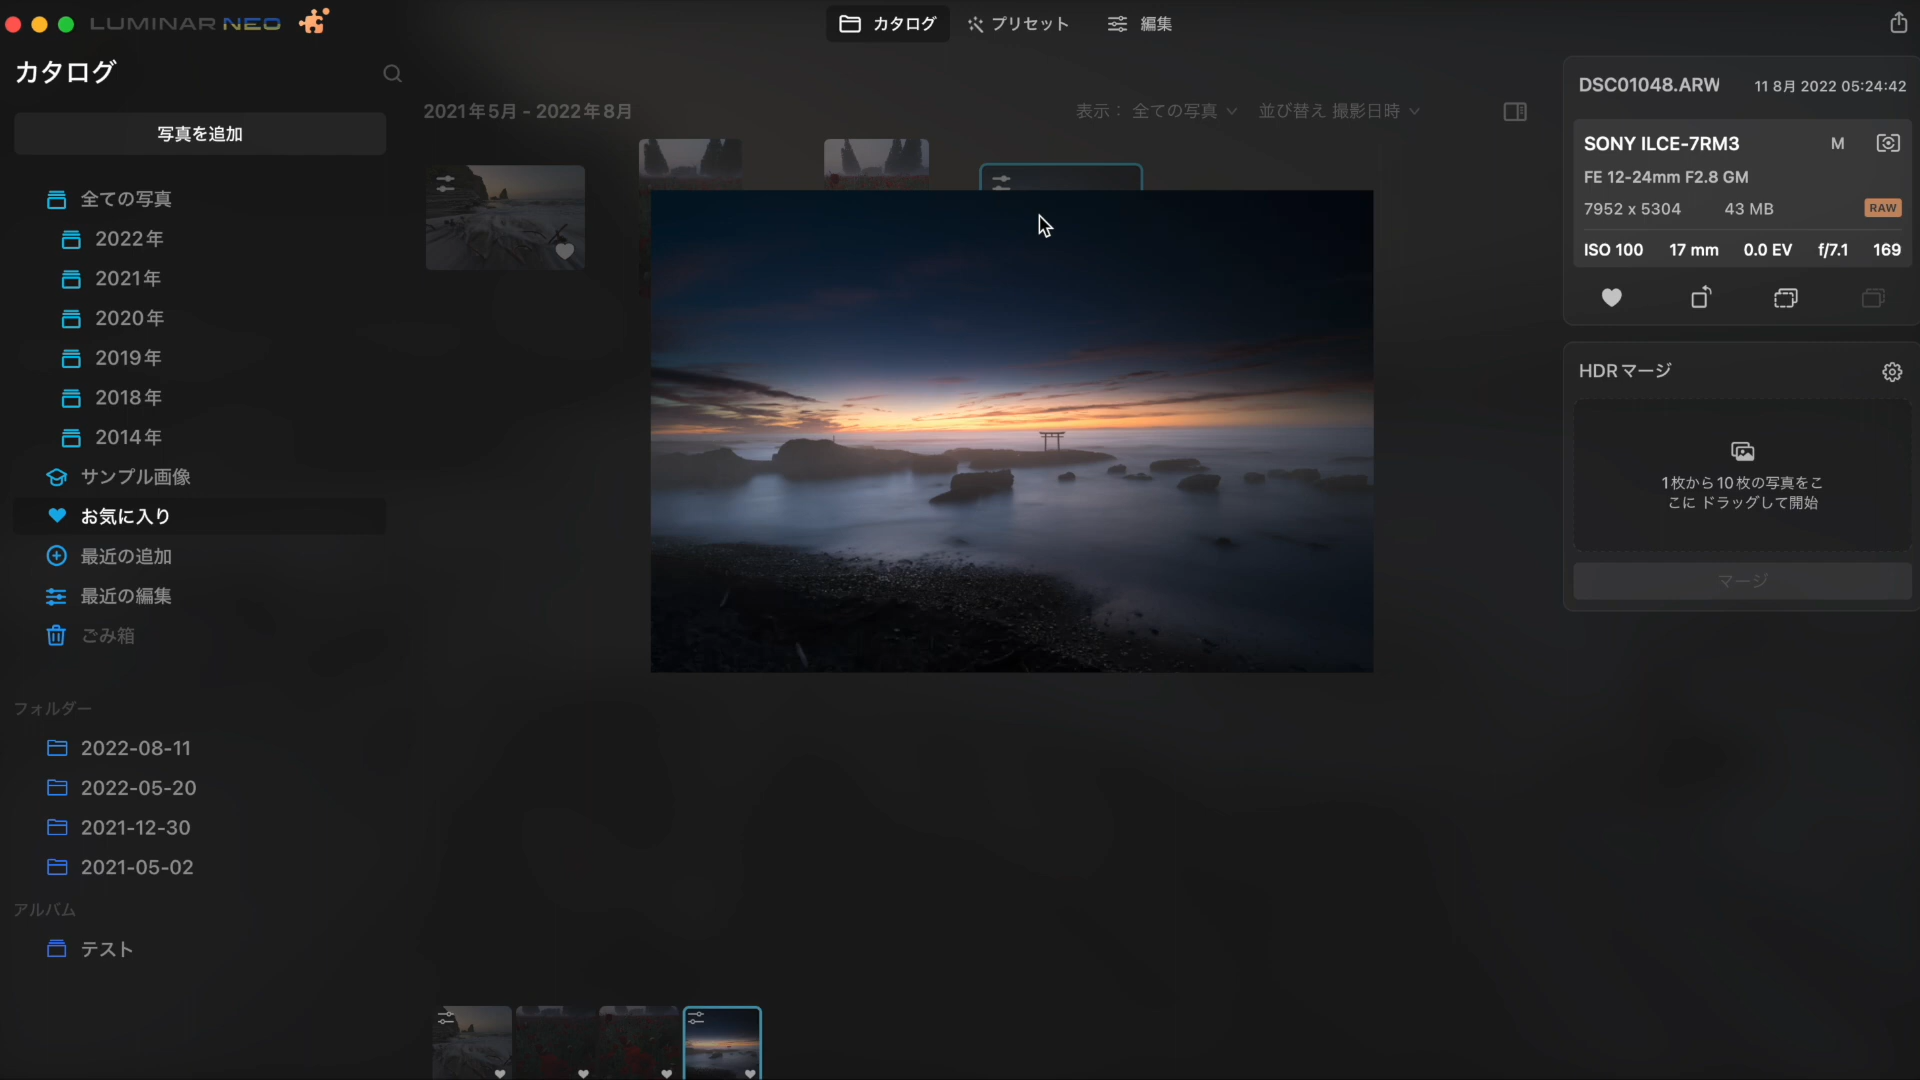 LUMINAR NEO
カタログ
プリセット
編集
カタログ
写真を追加
全ての写真
2022年
2021年
2020年
2019年
2018年
2014年
サンプル画像
お気に入り
最近の追加
最近の編集
ごみ箱
フォルダー
2022-08-11
2022-05-20
2021-12-30
2021-05-02
アルバム
テスト
2021年5月 - 2022年8月
表示： 全ての写真
並び替え 撮影日時
DSC01048.ARW 11 8月 2022 05:24:42
SONY ILCE-7RM3 M
FE 12-24mm F2.8 GM
7952 x 5304 43 MB RAW
ISO 100 17 mm 0.0 EV f/7.1 169
HDRマージ
1枚から10枚の写真をこ
こに ドラッグして開始
マージ